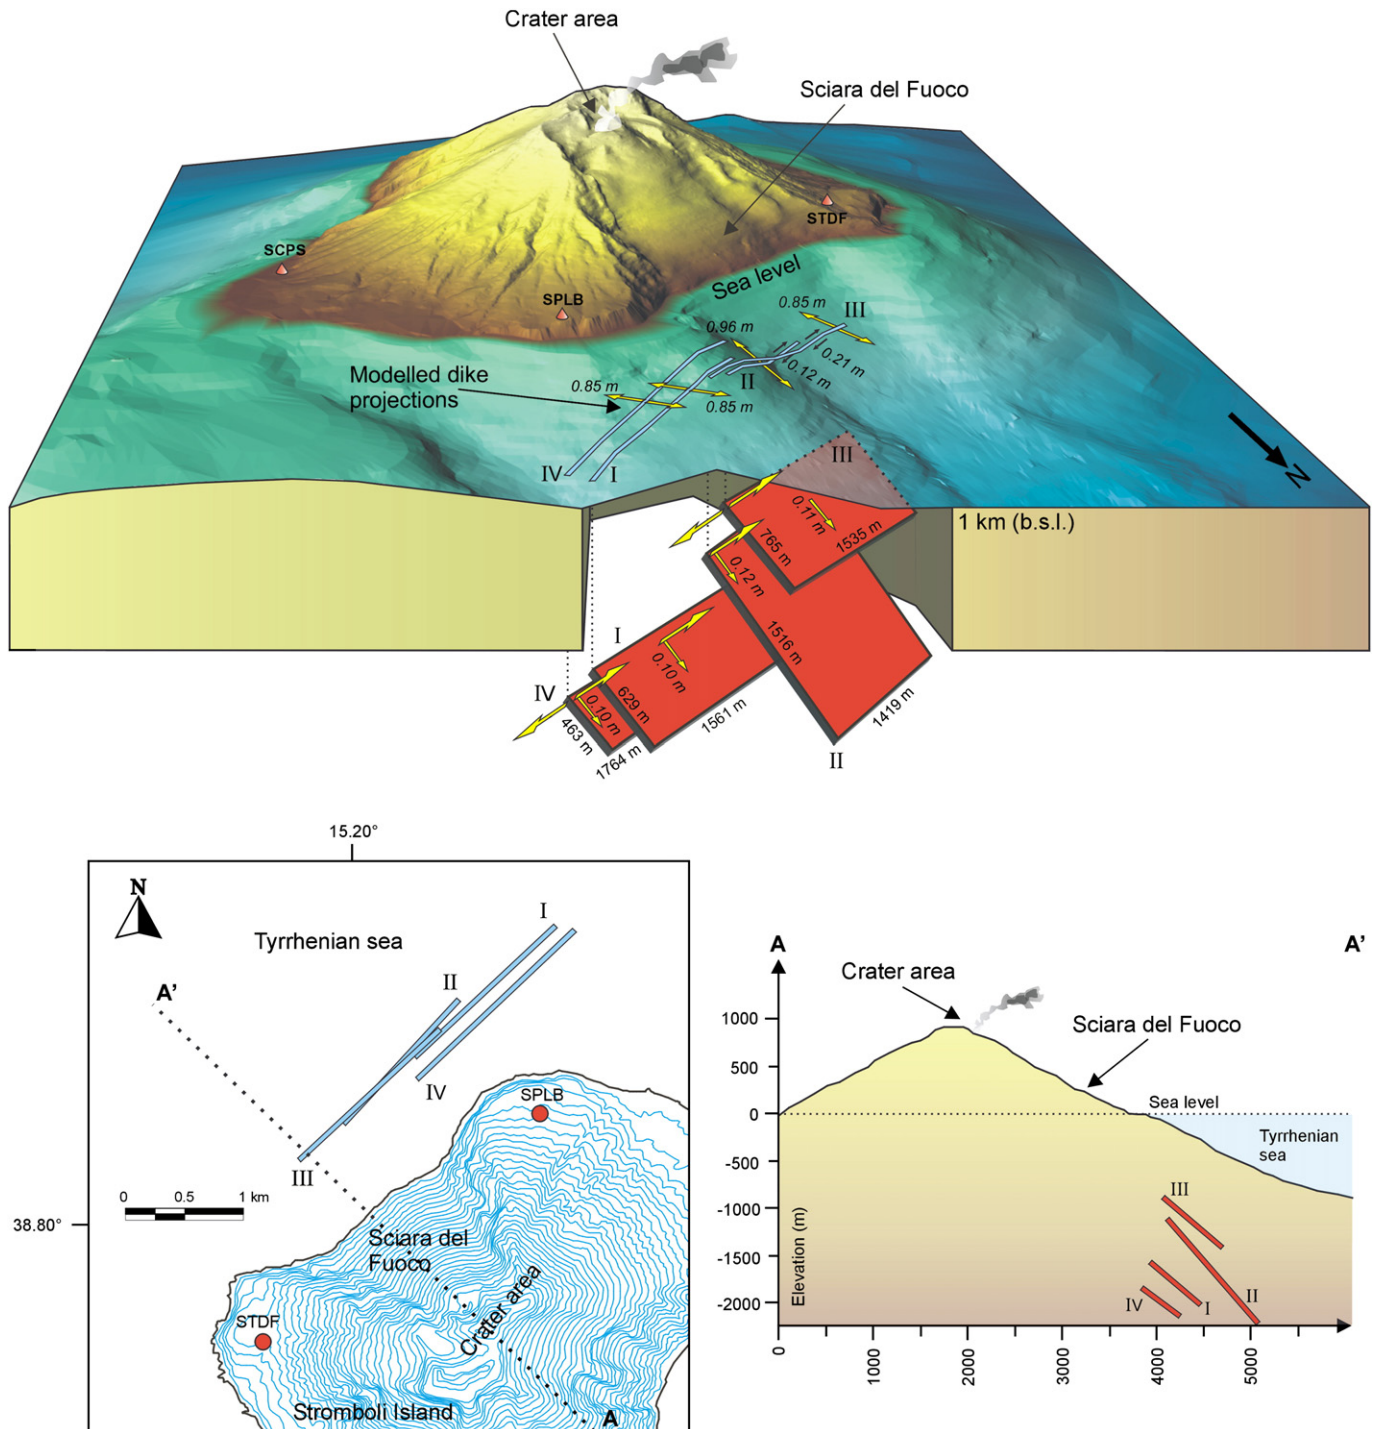 Crater area
Sciara del Fuoco
STDF
SCPS
SPLB
Sea level
0.85 m
III
0.96 m
0.21 m
0.12 m
II
Modelled dike
projections
0.85 m
0.85 m
IV
I
N
III
1 km (b.s.l.)
0.11 m
1535 m
765 m
0.12 m
1516 m
I
0.10 m
IV
629 m
0.10 m
463 m
1561 m
1419 m
1764 m
II
15.20°
N
Tyrrhenian sea
I
II
A'
IV
SPLB
III
0 0.5 1 km
38.80°
Sciara del
Fuoco
Crater area
STDF
Stromboli Island
A
A A'
Crater area
1000
Sciara del Fuoco
500
Sea level
0
Tyrrhenian
sea
-500
-1000
III
-1500
-2000
Elevation (m)
IV
I
II
0 1000 2000 3000 4000 5000